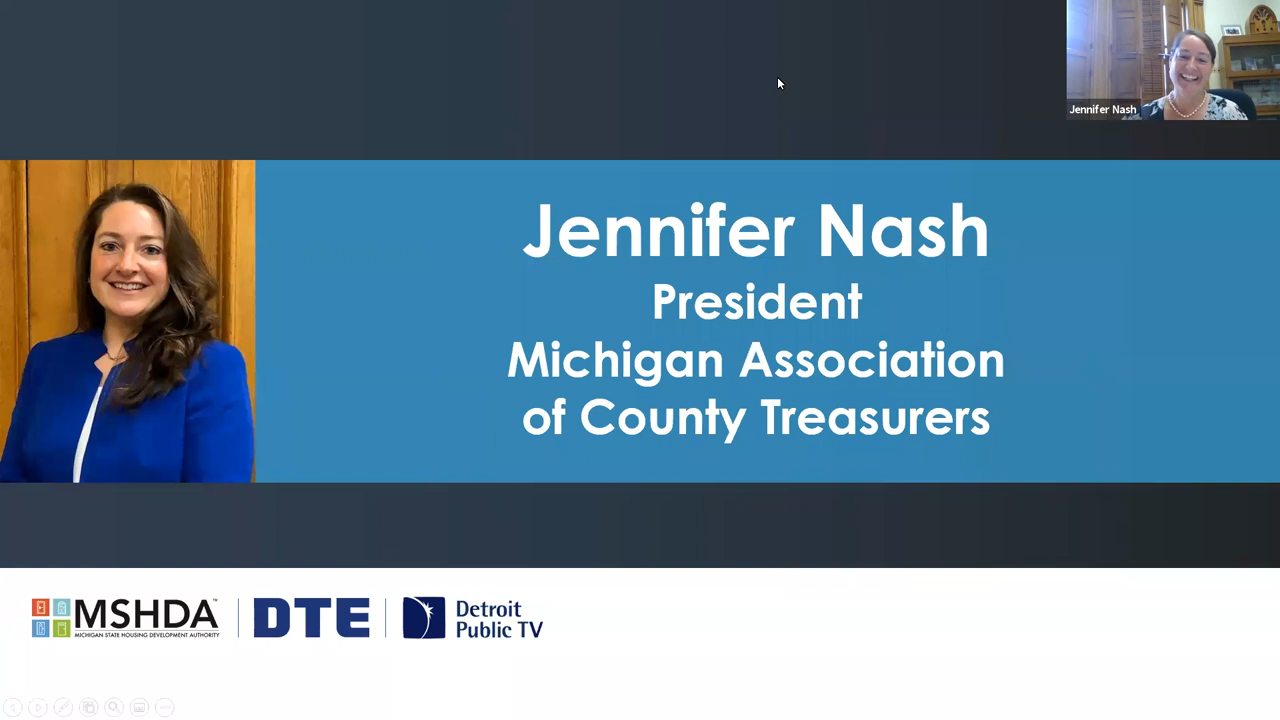 Jennifer Nash
Jennifer Nash
President
Michigan Association
of County Treasurers
MSHDA™
MICHIGAN STATE HOUSING DEVELOPMENT AUTHORITY
DTE
Detroit
Public TV